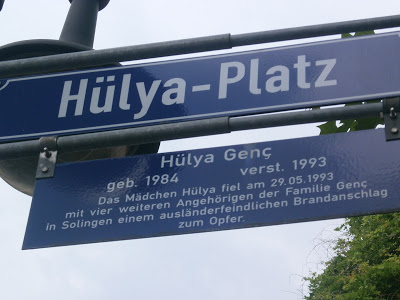 Hülya-Platz
Hülya Genç
geb. 1984 verst. 1993
Das Mädchen Hülya fiel am 29.05.1993
mit vier weiteren Angehörigen der Familie Genç
in Solingen einem ausländerfeindlichen Brandanschlag
zum Opfer.